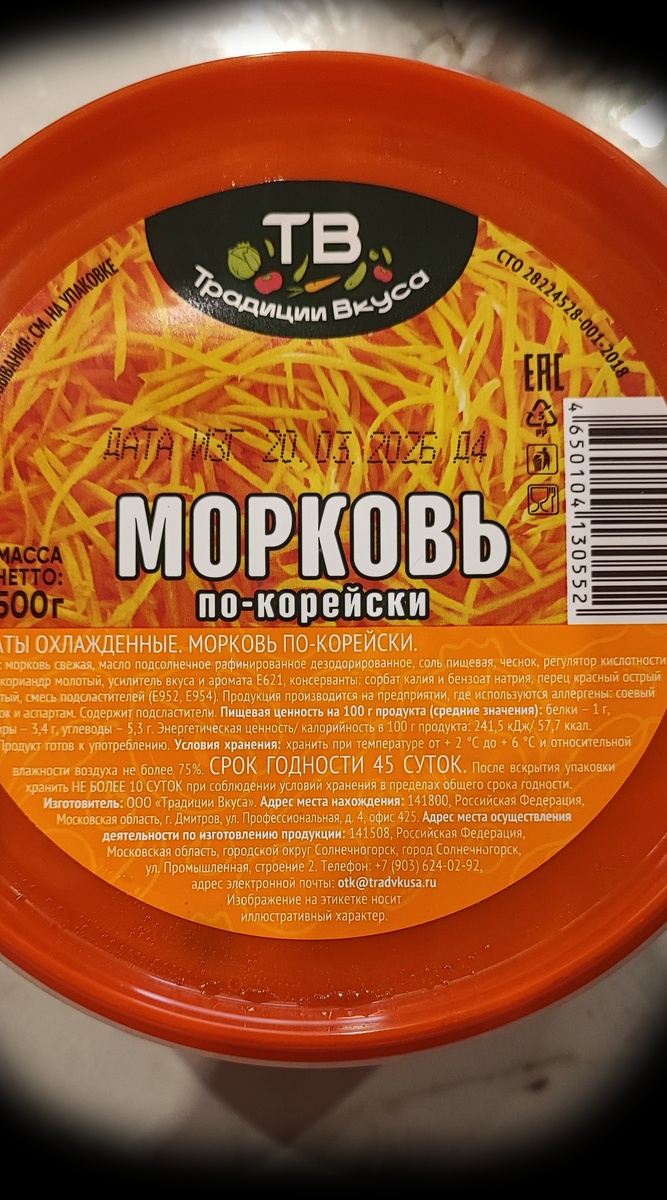 ТВ
Традиции Вкуса
СМ. НА УПАКОВКЕ
СТО 28224528-001-2018
EAC
5
PP
4 650104 130552
ДАТА ИЗГ 20.03.2026 Д4
МОРКОВЬ
по-корейски
МАССА
НЕТТО:
500г
ОХЛАЖДЕННЫЕ. МОРКОВЬ ПО-КОРЕЙСКИ.
морковь свежая, масло подсолнечное рафинированное дезодорированное, соль пищевая, чеснок, регулятор кислотности
кориандр молотый, усилитель вкуса и аромата Е621, консерванты: сорбат калия и бензоат натрия, перец красный острый
смесь подсластителей (Е952, Е954). Продукция производится на предприятии, где используются аллергены: соевый
и аспартам. Содержит подсластители. Пищевая ценность на 100 г продукта (средние значения): белки – 1 г,
– 3,4 г, углеводы – 5,3 г. Энергетическая ценность/ калорийность в 100 г продукта: 241,5 кДж/ 57,7 ккал.
Продукт готов к употреблению. Условия хранения: хранить при температуре от + 2 °С до + 6 °С и относительной
влажности воздуха не более 75%. СРОК ГОДНОСТИ 45 СУТОК. После вскрытия упаковки
хранить НЕ БОЛЕЕ 10 СУТОК при соблюдении условий хранения в пределах общего срока годности.
Изготовитель: ООО «Традиции Вкуса». Адрес места нахождения: 141800, Российская Федерация,
Московская область, г. Дмитров, ул. Профессиональная, д. 4, офис 425. Адрес места осуществления
деятельности по изготовлению продукции: 141508, Российская Федерация,
Московская область, городской округ Солнечногорск, город Солнечногорск,
ул. Промышленная, строение 2. Телефон: +7 (903) 624-02-92,
адрес электронной почты: otk@tradvkusa.ru
Изображение на этикетке носит
иллюстративный характер.